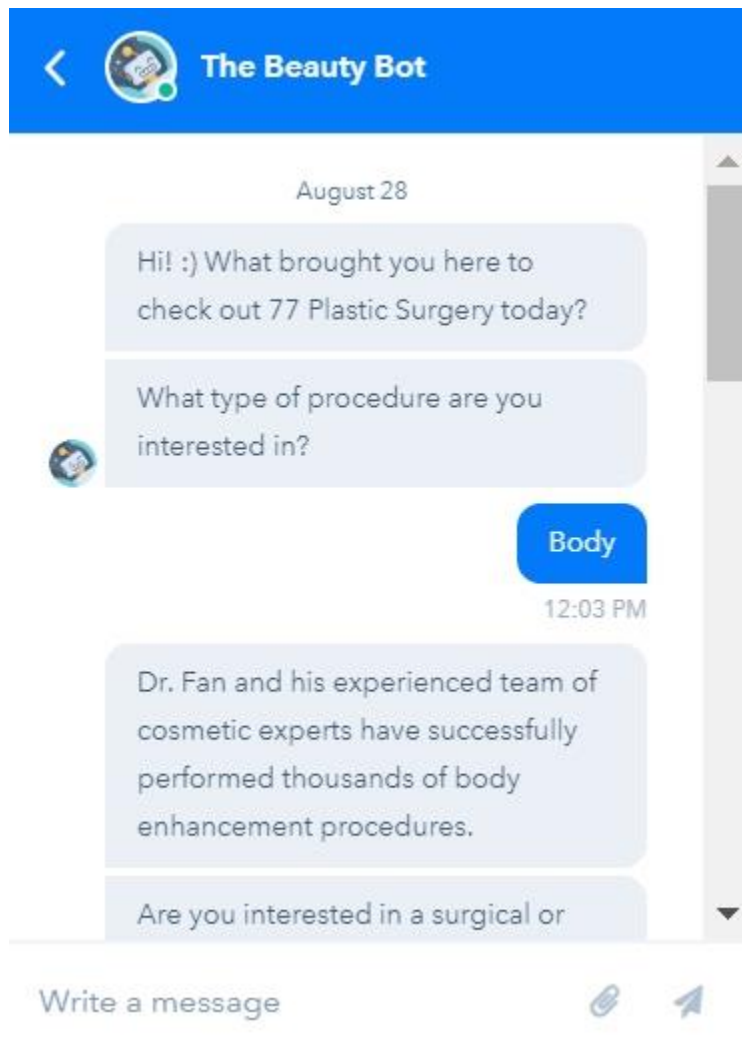 The Beauty Bot
August 28
Hi! :) What brought you here to
check out 77 Plastic Surgery today?
What type of procedure are you
interested in?
Body
12:03 PM
Dr. Fan and his experienced team of
cosmetic experts have successfully
performed thousands of body
enhancement procedures.
Are you interested in a surgical or
Write a message